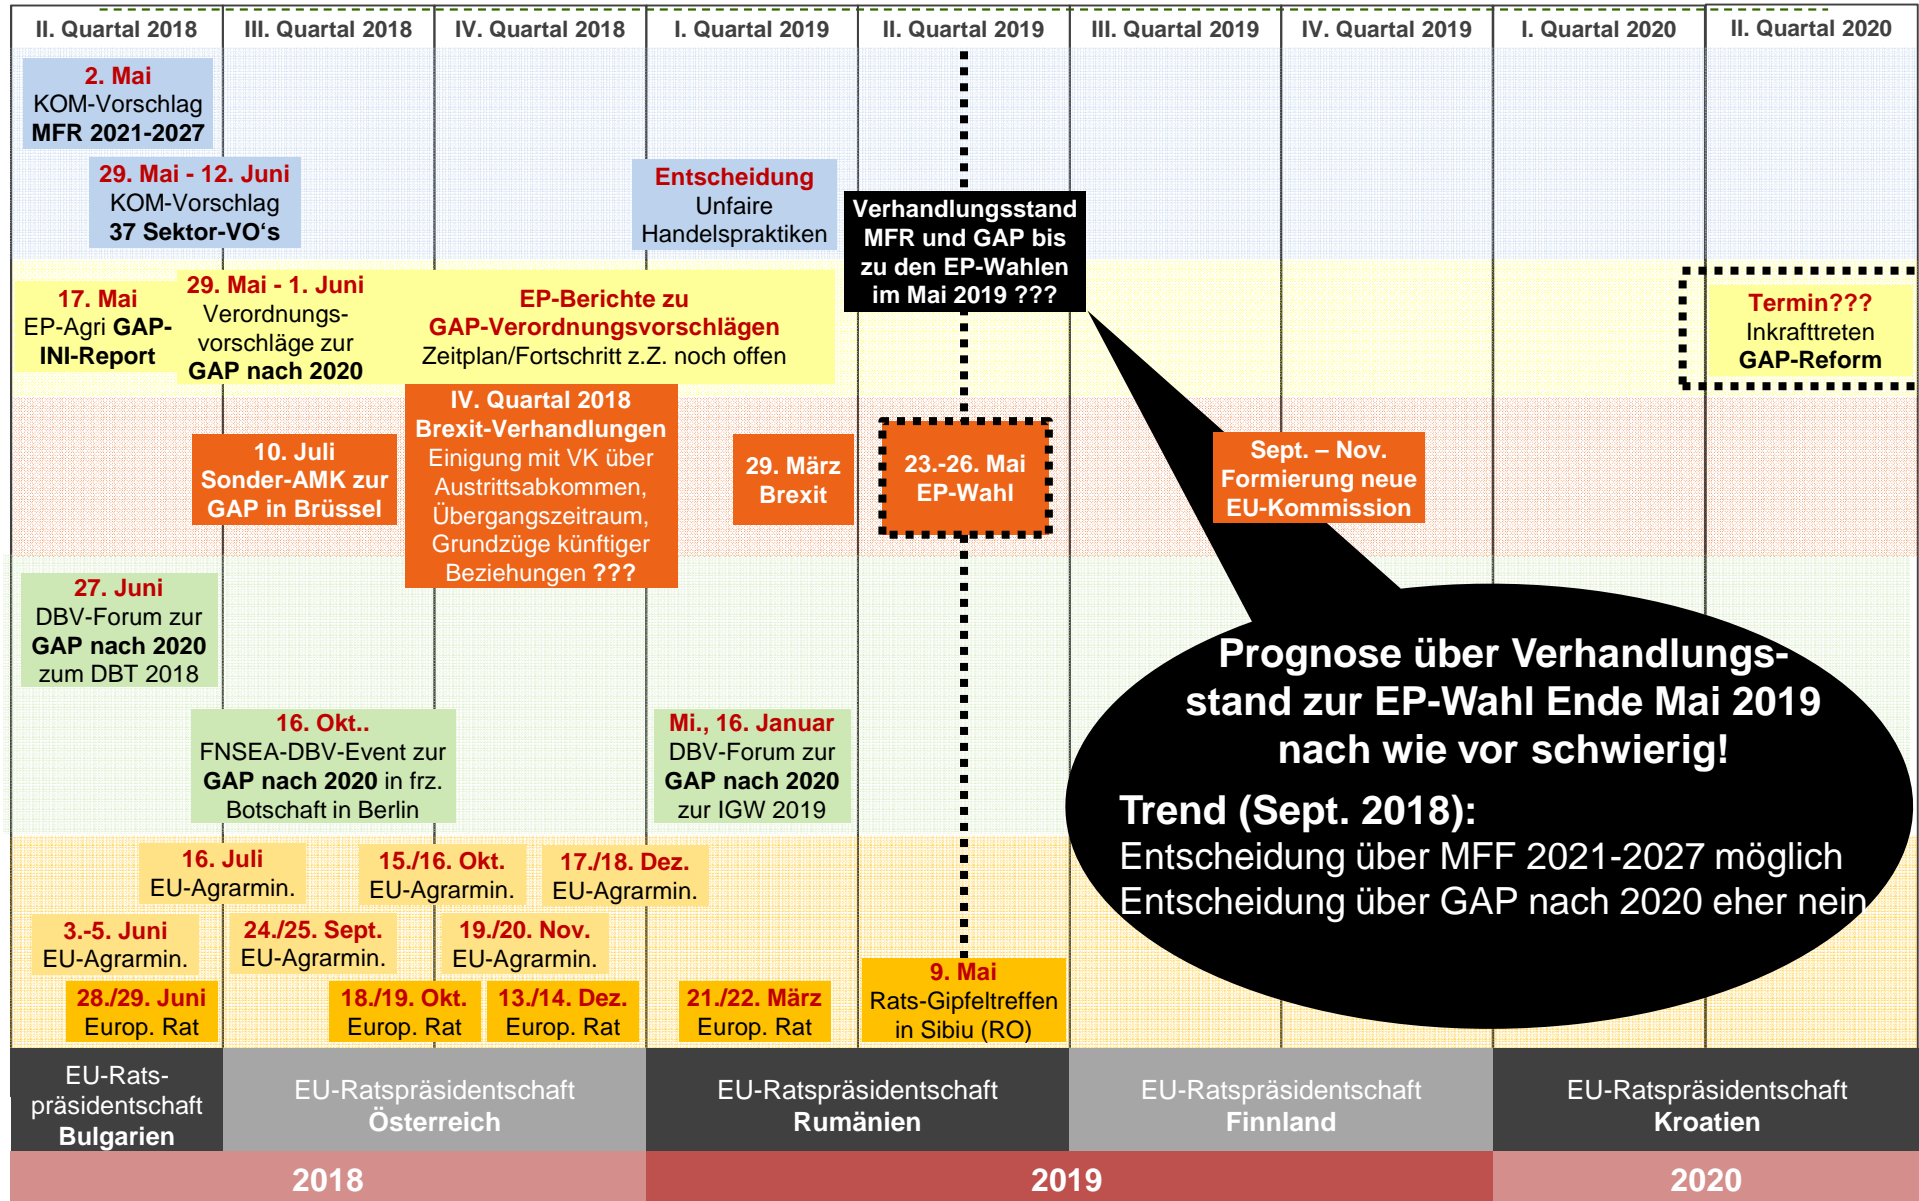 II. Quartal 2018
III. Quartal 2018
IV. Quartal 2018
I. Quartal 2019
II. Quartal 2019
III. Quartal 2019
IV. Quartal 2019
I. Quartal 2020
II. Quartal 2020
2. Mai
KOM-Vorschlag
MFR 2021-2027
29. Mai - 12. Juni
KOM-Vorschlag
37 Sektor-VO‘s
Entscheidung
Unfaire
Handelspraktiken
Verhandlungsstand
MFR und GAP bis
zu den EP-Wahlen
im Mai 2019 ???
17. Mai
EP-Agri GAP-
INI-Report
29. Mai - 1. Juni
Verordnungs-
vorschläge zur
GAP nach 2020
EP-Berichte zu
GAP-Verordnungsvorschlägen
Zeitplan/Fortschritt z.Z. noch offen
Termin???
Inkrafttreten
GAP-Reform
10. Juli
Sonder-AMK zur
GAP in Brüssel
IV. Quartal 2018
Brexit-Verhandlungen
Einigung mit VK über
Austrittsabkommen,
Übergangszeitraum,
Grundzüge künftiger
Beziehungen ???
29. März
Brexit
23.-26. Mai
EP-Wahl
Sept. – Nov.
Formierung neue
EU-Kommission
27. Juni
DBV-Forum zur
GAP nach 2020
zum DBT 2018
16. Okt..
FNSEA-DBV-Event zur
GAP nach 2020 in frz.
Botschaft in Berlin
Mi., 16. Januar
DBV-Forum zur
GAP nach 2020
zur IGW 2019
Prognose über Verhandlungs-
stand zur EP-Wahl Ende Mai 2019
nach wie vor schwierig!
Trend (Sept. 2018):
Entscheidung über MFF 2021-2027 möglich
Entscheidung über GAP nach 2020 eher nein
16. Juli
EU-Agrarmin.
15./16. Okt.
EU-Agrarmin.
17./18. Dez.
EU-Agrarmin.
3.-5. Juni
EU-Agrarmin.
24./25. Sept.
EU-Agrarmin.
19./20. Nov.
EU-Agrarmin.
28./29. Juni
Europ. Rat
18./19. Okt.
Europ. Rat
13./14. Dez.
Europ. Rat
21./22. März
Europ. Rat
9. Mai
Rats-Gipfeltreffen
in Sibiu (RO)
EU-Rats-
präsidentschaft
Bulgarien
EU-Ratspräsidentschaft
Österreich
EU-Ratspräsidentschaft
Rumänien
EU-Ratspräsidentschaft
Finnland
EU-Ratspräsidentschaft
Kroatien
2018
2019
2020